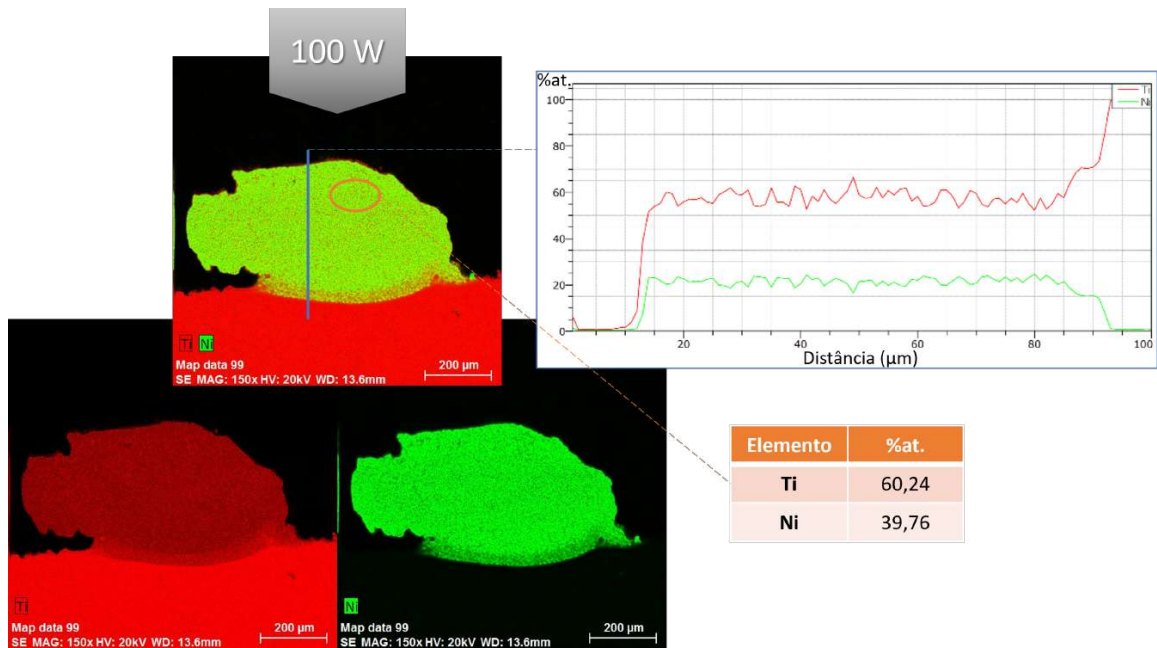 100 W
%at.
100
80
60
40
20
0
20
40
60
80
100
Distância (µm)
Ti
Ni
Ti Ni
Map data 99
SE MAG: 150x HV: 20kV WD: 13.6mm
200 µm
Elemento %at.
Ti 60,24
Ni 39,76
Ti
Map data 99
SE MAG: 150x HV: 20kV WD: 13.6mm
200 µm
Ni
Map data 99
SE MAG: 150x HV: 20kV WD: 13.6mm
200 µm